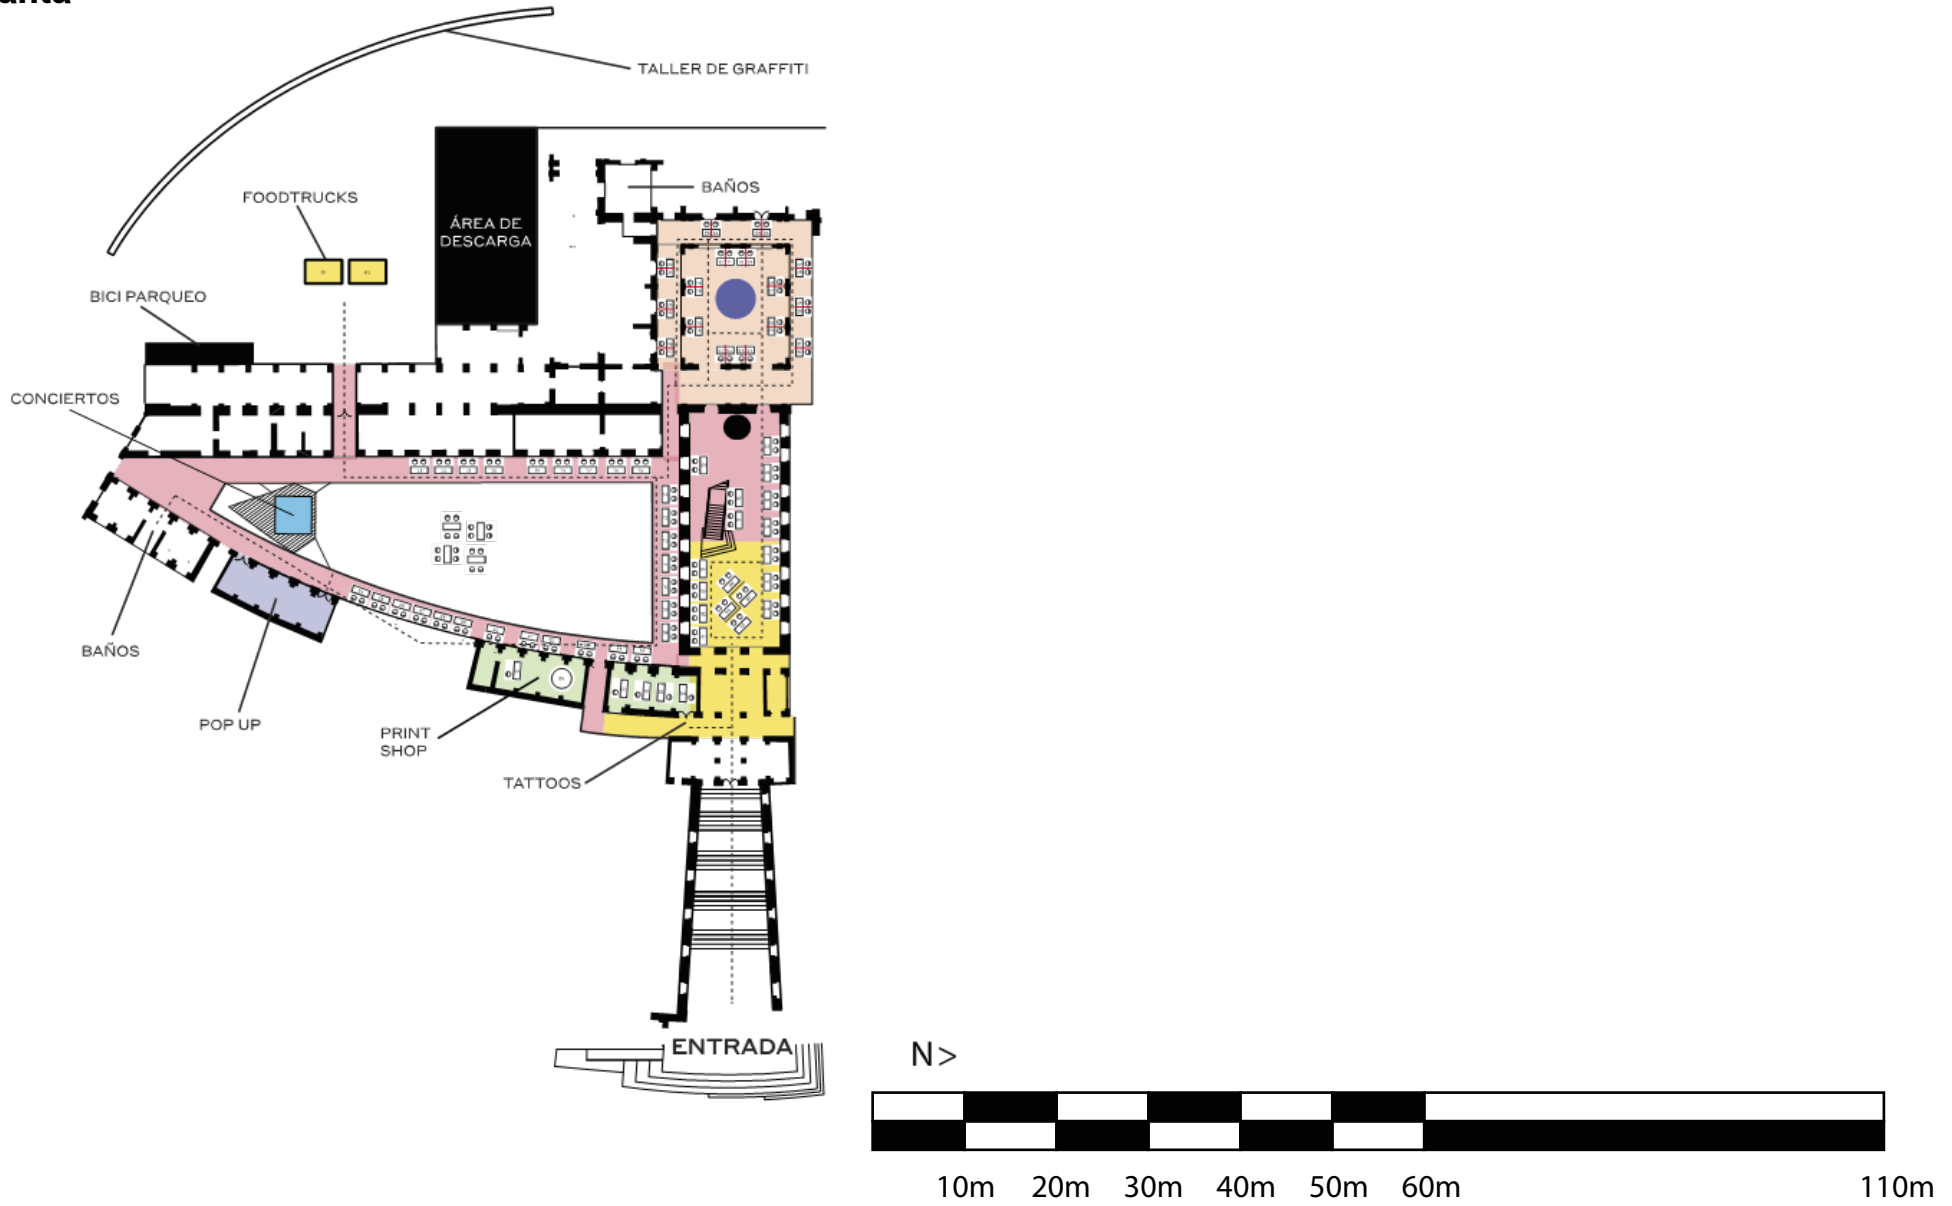 TALLER DE GRAFFITI
BAÑOS
FOODTRUCKS
ÁREA DE
DESCARGA
BICI PARQUEO
CONCIERTOS
BAÑOS
POP UP
PRINT
SHOP
TATTOOS
ENTRADA
N>
10m 20m 30m 40m 50m 60m 110m